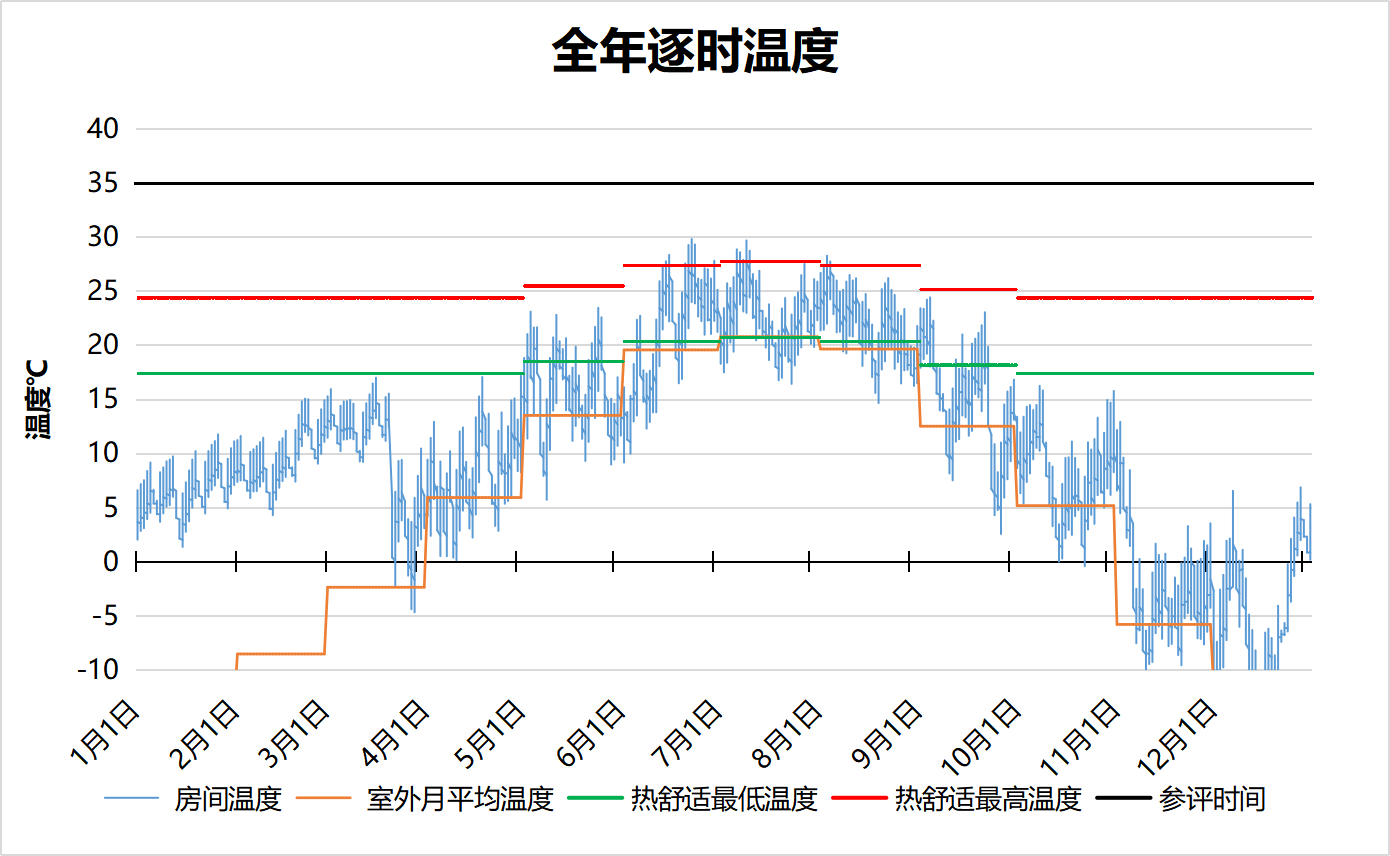 全年逐时温度
40
35
30
25
20
15
10
5
0
-5
-10
温度℃
1月1日
2月1日
3月1日
4月1日
5月1日
6月1日
7月1日
8月1日
9月1日
10月1日
11月1日
12月1日
房间温度 室外月平均温度 热舒适最低温度 热舒适最高温度 参评时间